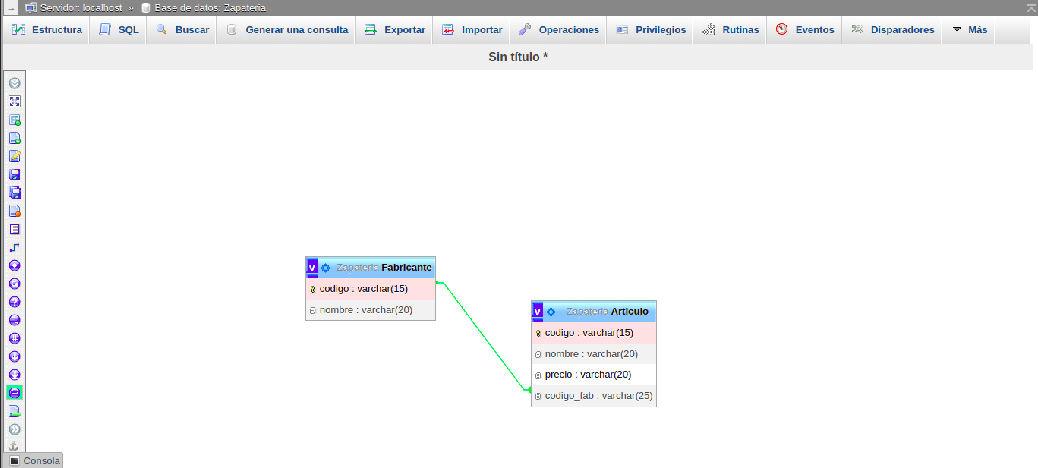 Servidor: localhost » Base de datos: Zapateria
Estructura SQL Buscar Generar una consulta Exportar Importar Operaciones Privilegios Rutinas Eventos Disparadores Más
Sin título *
Zapateria Fabricante
codigo : varchar(15)
nombre : varchar(20)
Zapateria Articulo
codigo : varchar(15)
nombre : varchar(20)
precio : varchar(20)
codigo_fab : varchar(25)
Consola